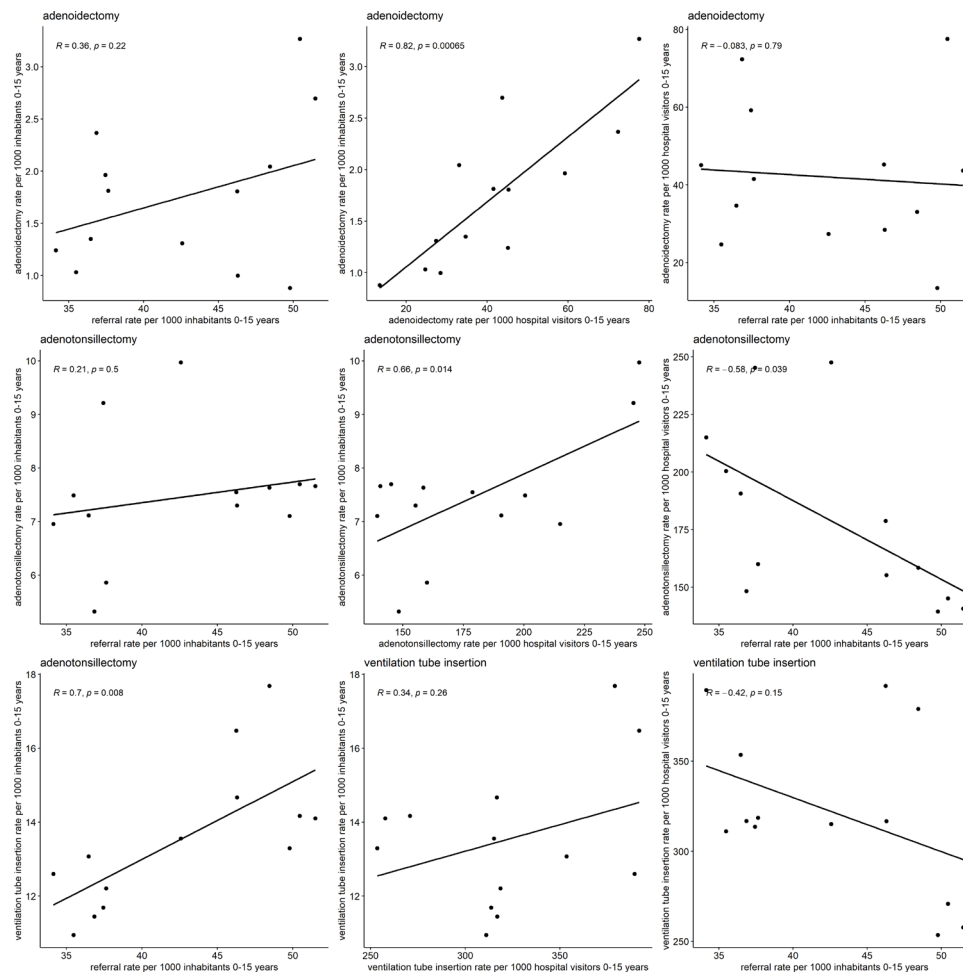 adenoidectomy
R = 0.36, p = 0.22
adenoidectomy rate per 1000 inhabitants 0-15 years
3.0
2.5
2.0
1.5
1.0
35
40
45
50
referral rate per 1000 inhabitants 0-15 years
adenoidectomy
R = 0.82, p = 0.00065
adenoidectomy rate per 1000 inhabitants 0-15 years
3.0
2.5
2.0
1.5
1.0
20
40
60
80
adenoidectomy rate per 1000 hospital visitors 0-15 years
adenoidectomy
R = −0.083, p = 0.79
adenoidectomy rate per 1000 hospital visitors 0-15 years
80
60
40
20
35
40
45
50
referral rate per 1000 inhabitants 0-15 years
adenotonsillectomy
R = 0.21, p = 0.5
adenotonsillectomy rate per 1000 inhabitants 0-15 years
10
9
8
7
6
35
40
45
50
referral rate per 1000 inhabitants 0-15 years
adenotonsillectomy
R = 0.66, p = 0.014
adenotonsillectomy rate per 1000 inhabitants 0-15 years
10
9
8
7
6
150
175
200
225
250
adenotonsillectomy rate per 1000 hospital visitors 0-15 years
adenotonsillectomy
R = −0.58, p = 0.039
adenotonsillectomy rate per 1000 hospital visitors 0-15 years
250
225
200
175
150
35
40
45
50
referral rate per 1000 inhabitants 0-15 years
adenotonsillectomy
R = 0.7, p = 0.008
ventilation tube insertion rate per 1000 inhabitants 0-15 years
18
16
14
12
35
40
45
50
referral rate per 1000 inhabitants 0-15 years
ventilation tube insertion
R = 0.34, p = 0.26
ventilation tube insertion rate per 1000 inhabitants 0-15 years
18
16
14
12
250
300
350
ventilation tube insertion rate per 1000 hospital visitors 0-15 years
ventilation tube insertion
R = −0.42, p = 0.15
ventilation tube insertion rate per 1000 hospital visitors 0-15 years
350
300
250
35
40
45
50
referral rate per 1000 inhabitants 0-15 years